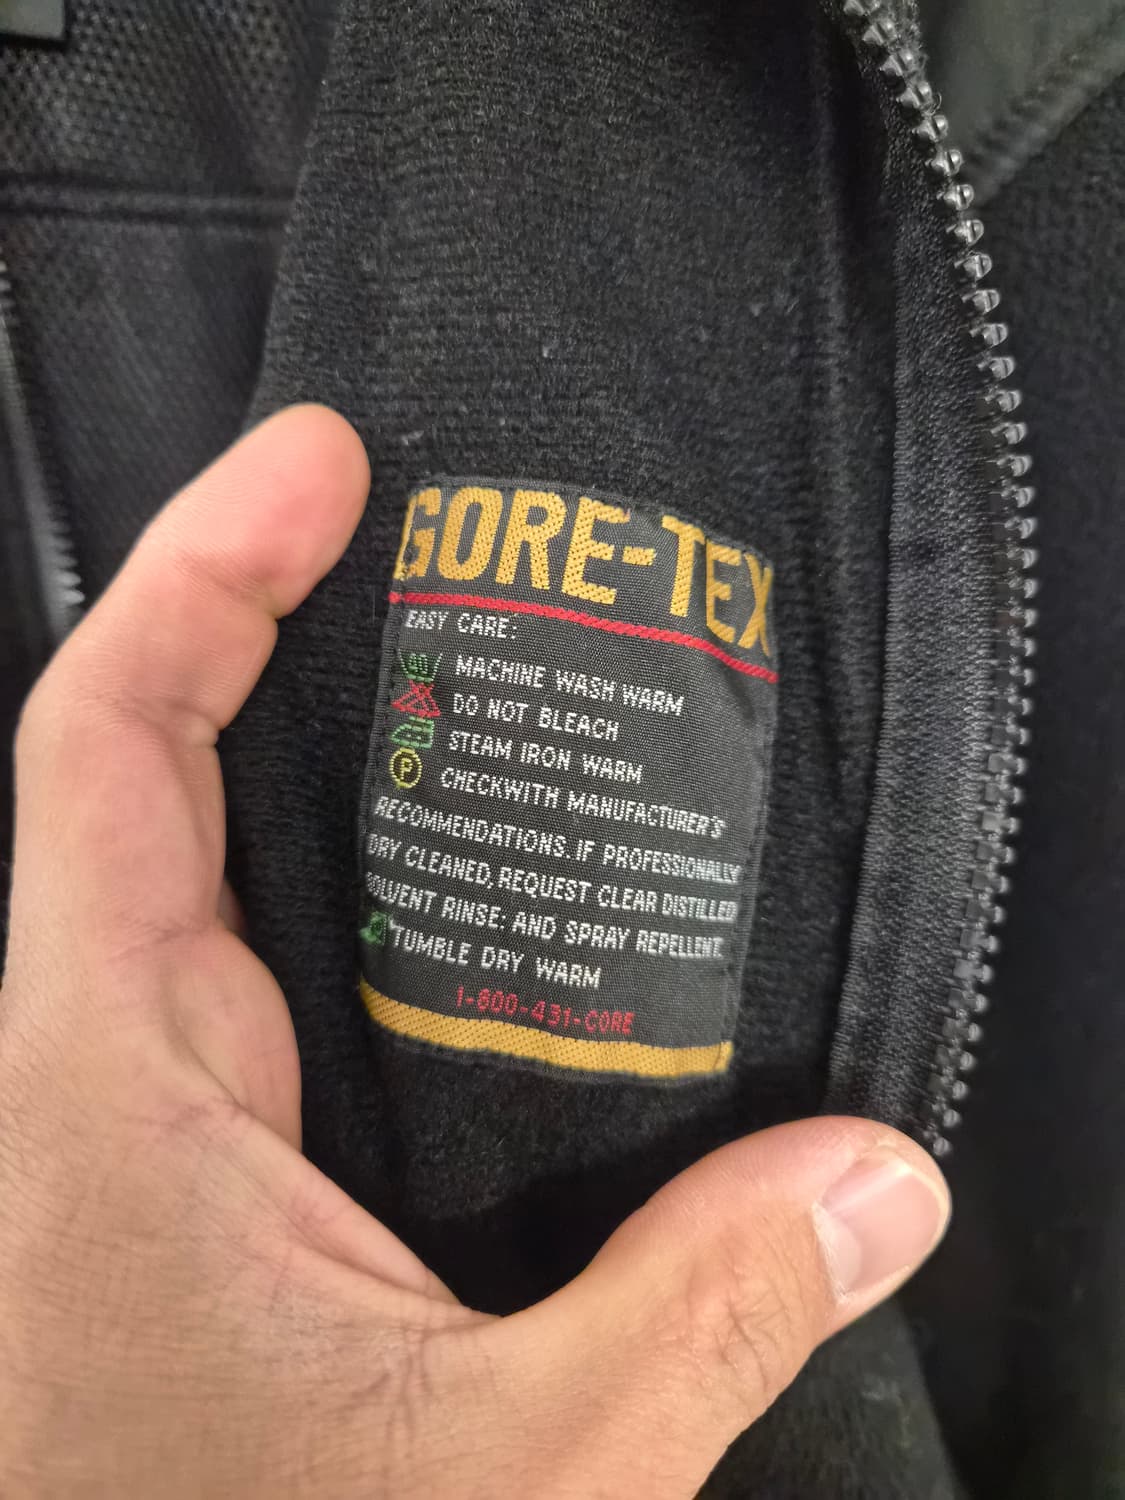 GORE-TEX
EASY CARE:
MACHINE WASH WARM
DO NOT BLEACH
STEAM IRON WARM
P CHECKWITH MANUFACTURER'S
RECOMMENDATIONS. IF PROFESSIONALLY
DRY CLEANED, REQUEST CLEAR DISTILLED
SOLVENT RINSE: AND SPRAY REPELLENT.
TUMBLE DRY WARM
1-800-431-GORE